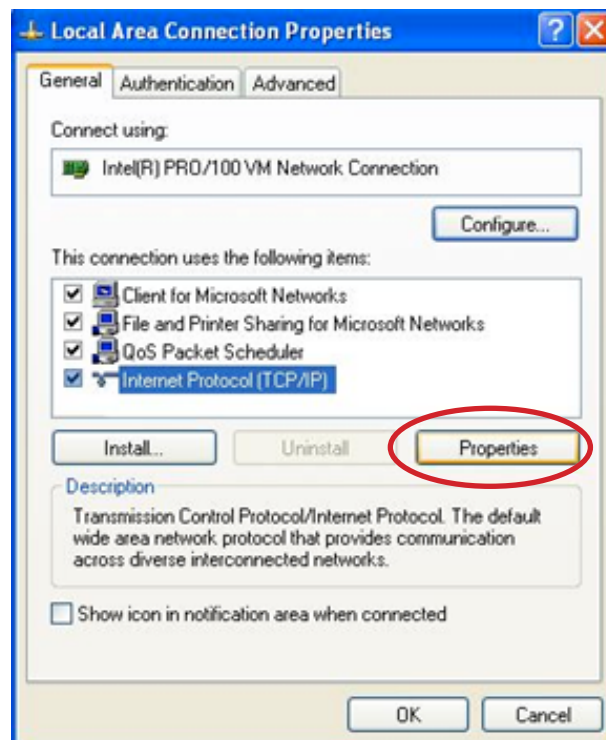 Local Area Connection Properties
General Authentication Advanced
Connect using:
Intel(R) PRO/100 VM Network Connection
Configure...
This connection uses the following items:
Client for Microsoft Networks
File and Printer Sharing for Microsoft Networks
QoS Packet Scheduler
Internet Protocol (TCP/IP)
Install... Uninstall Properties
Description
Transmission Control Protocol/Internet Protocol. The default
wide area network protocol that provides communication
across diverse interconnected networks.
Show icon in notification area when connected
OK Cancel